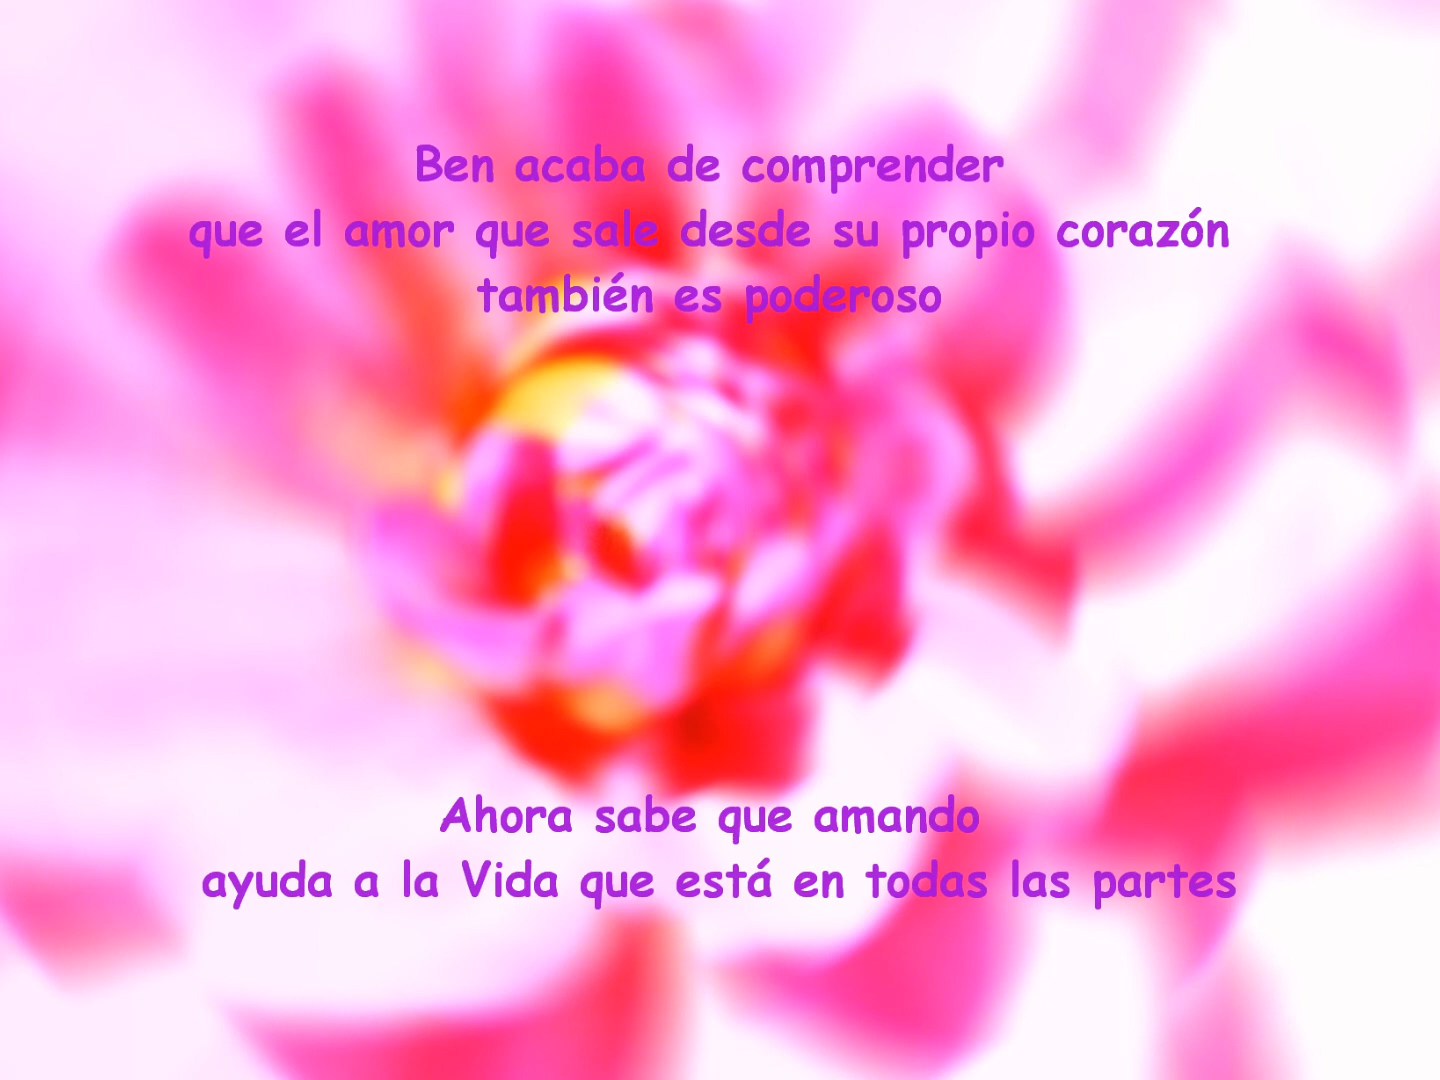 Ben acaba de comprender
que el amor que sale desde su propio corazón
también es poderoso
Ahora sabe que amando
ayuda a la Vida que está en todas las partes